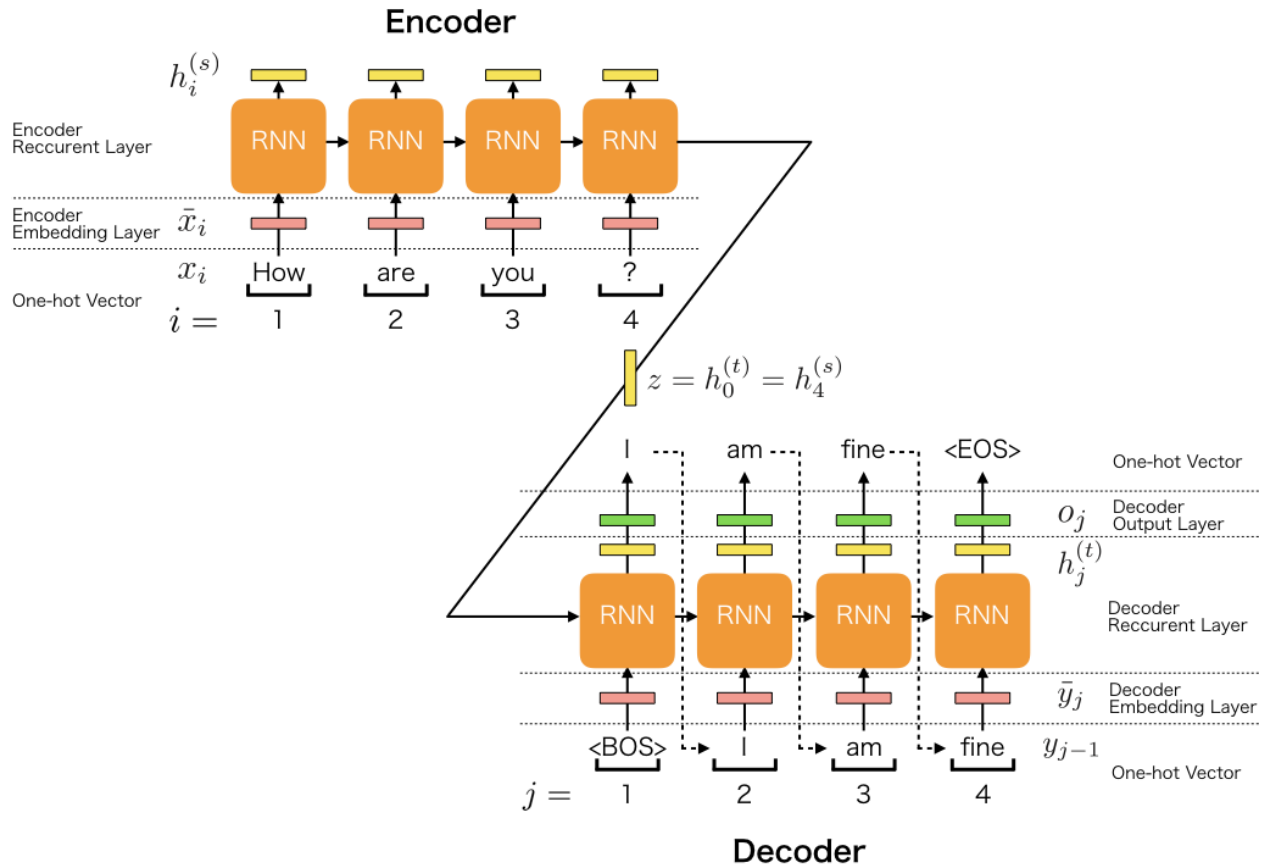 Encoder
h_i^{(s)}
RNN RNN RNN RNN
Encoder
Reccurent Layer
Encoder
Embedding Layer
x̄_i
x_i How are you ?
One-hot Vector
i = 1 2 3 4
z = h_0^{(t)} = h_4^{(s)}
I am fine <EOS> One-hot Vector
o_j Decoder
Output Layer
h_j^{(t)}
RNN RNN RNN RNN
Decoder
Reccurent Layer
ȳ_j Decoder
Embedding Layer
<BOS> I am fine y_{j-1}
One-hot Vector
j = 1 2 3 4
Decoder